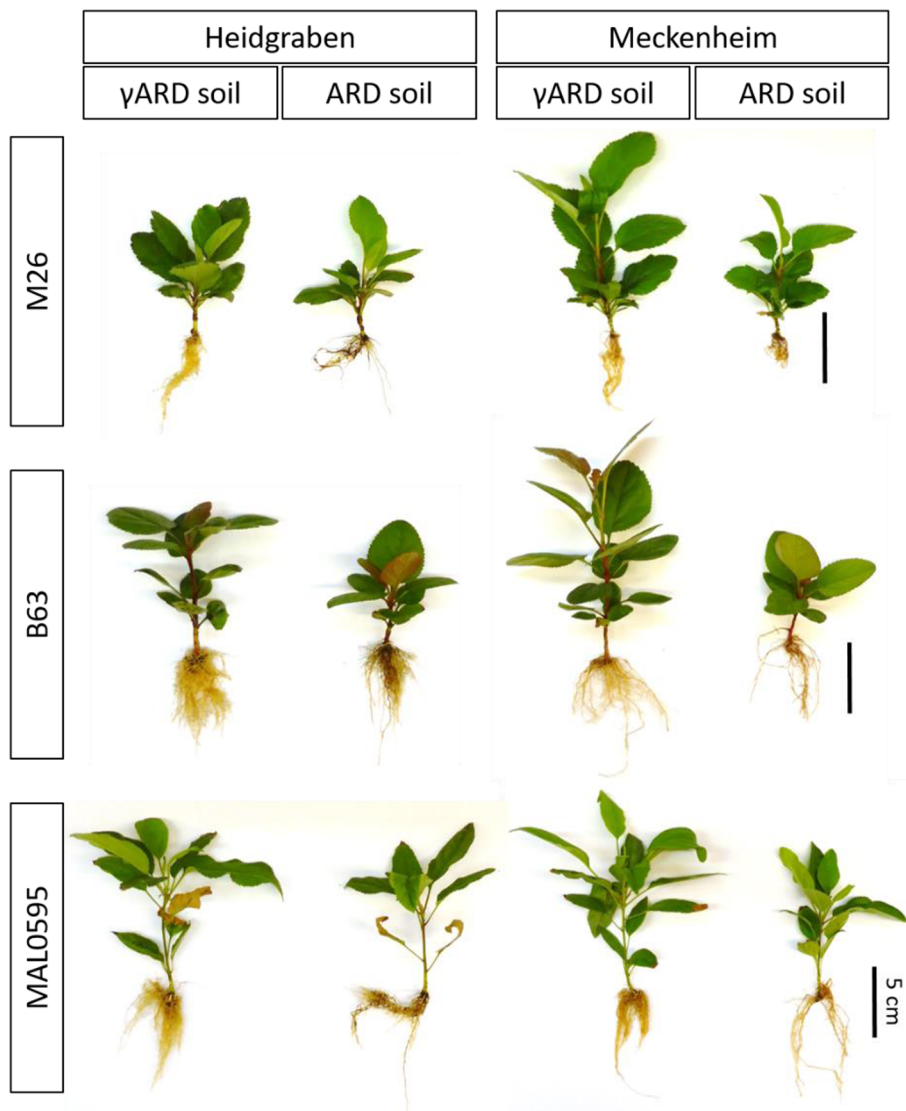 Heidgraben
Meckenheim
γARD soil
ARD soil
γARD soil
ARD soil
M26
B63
MAL0595
5 cm